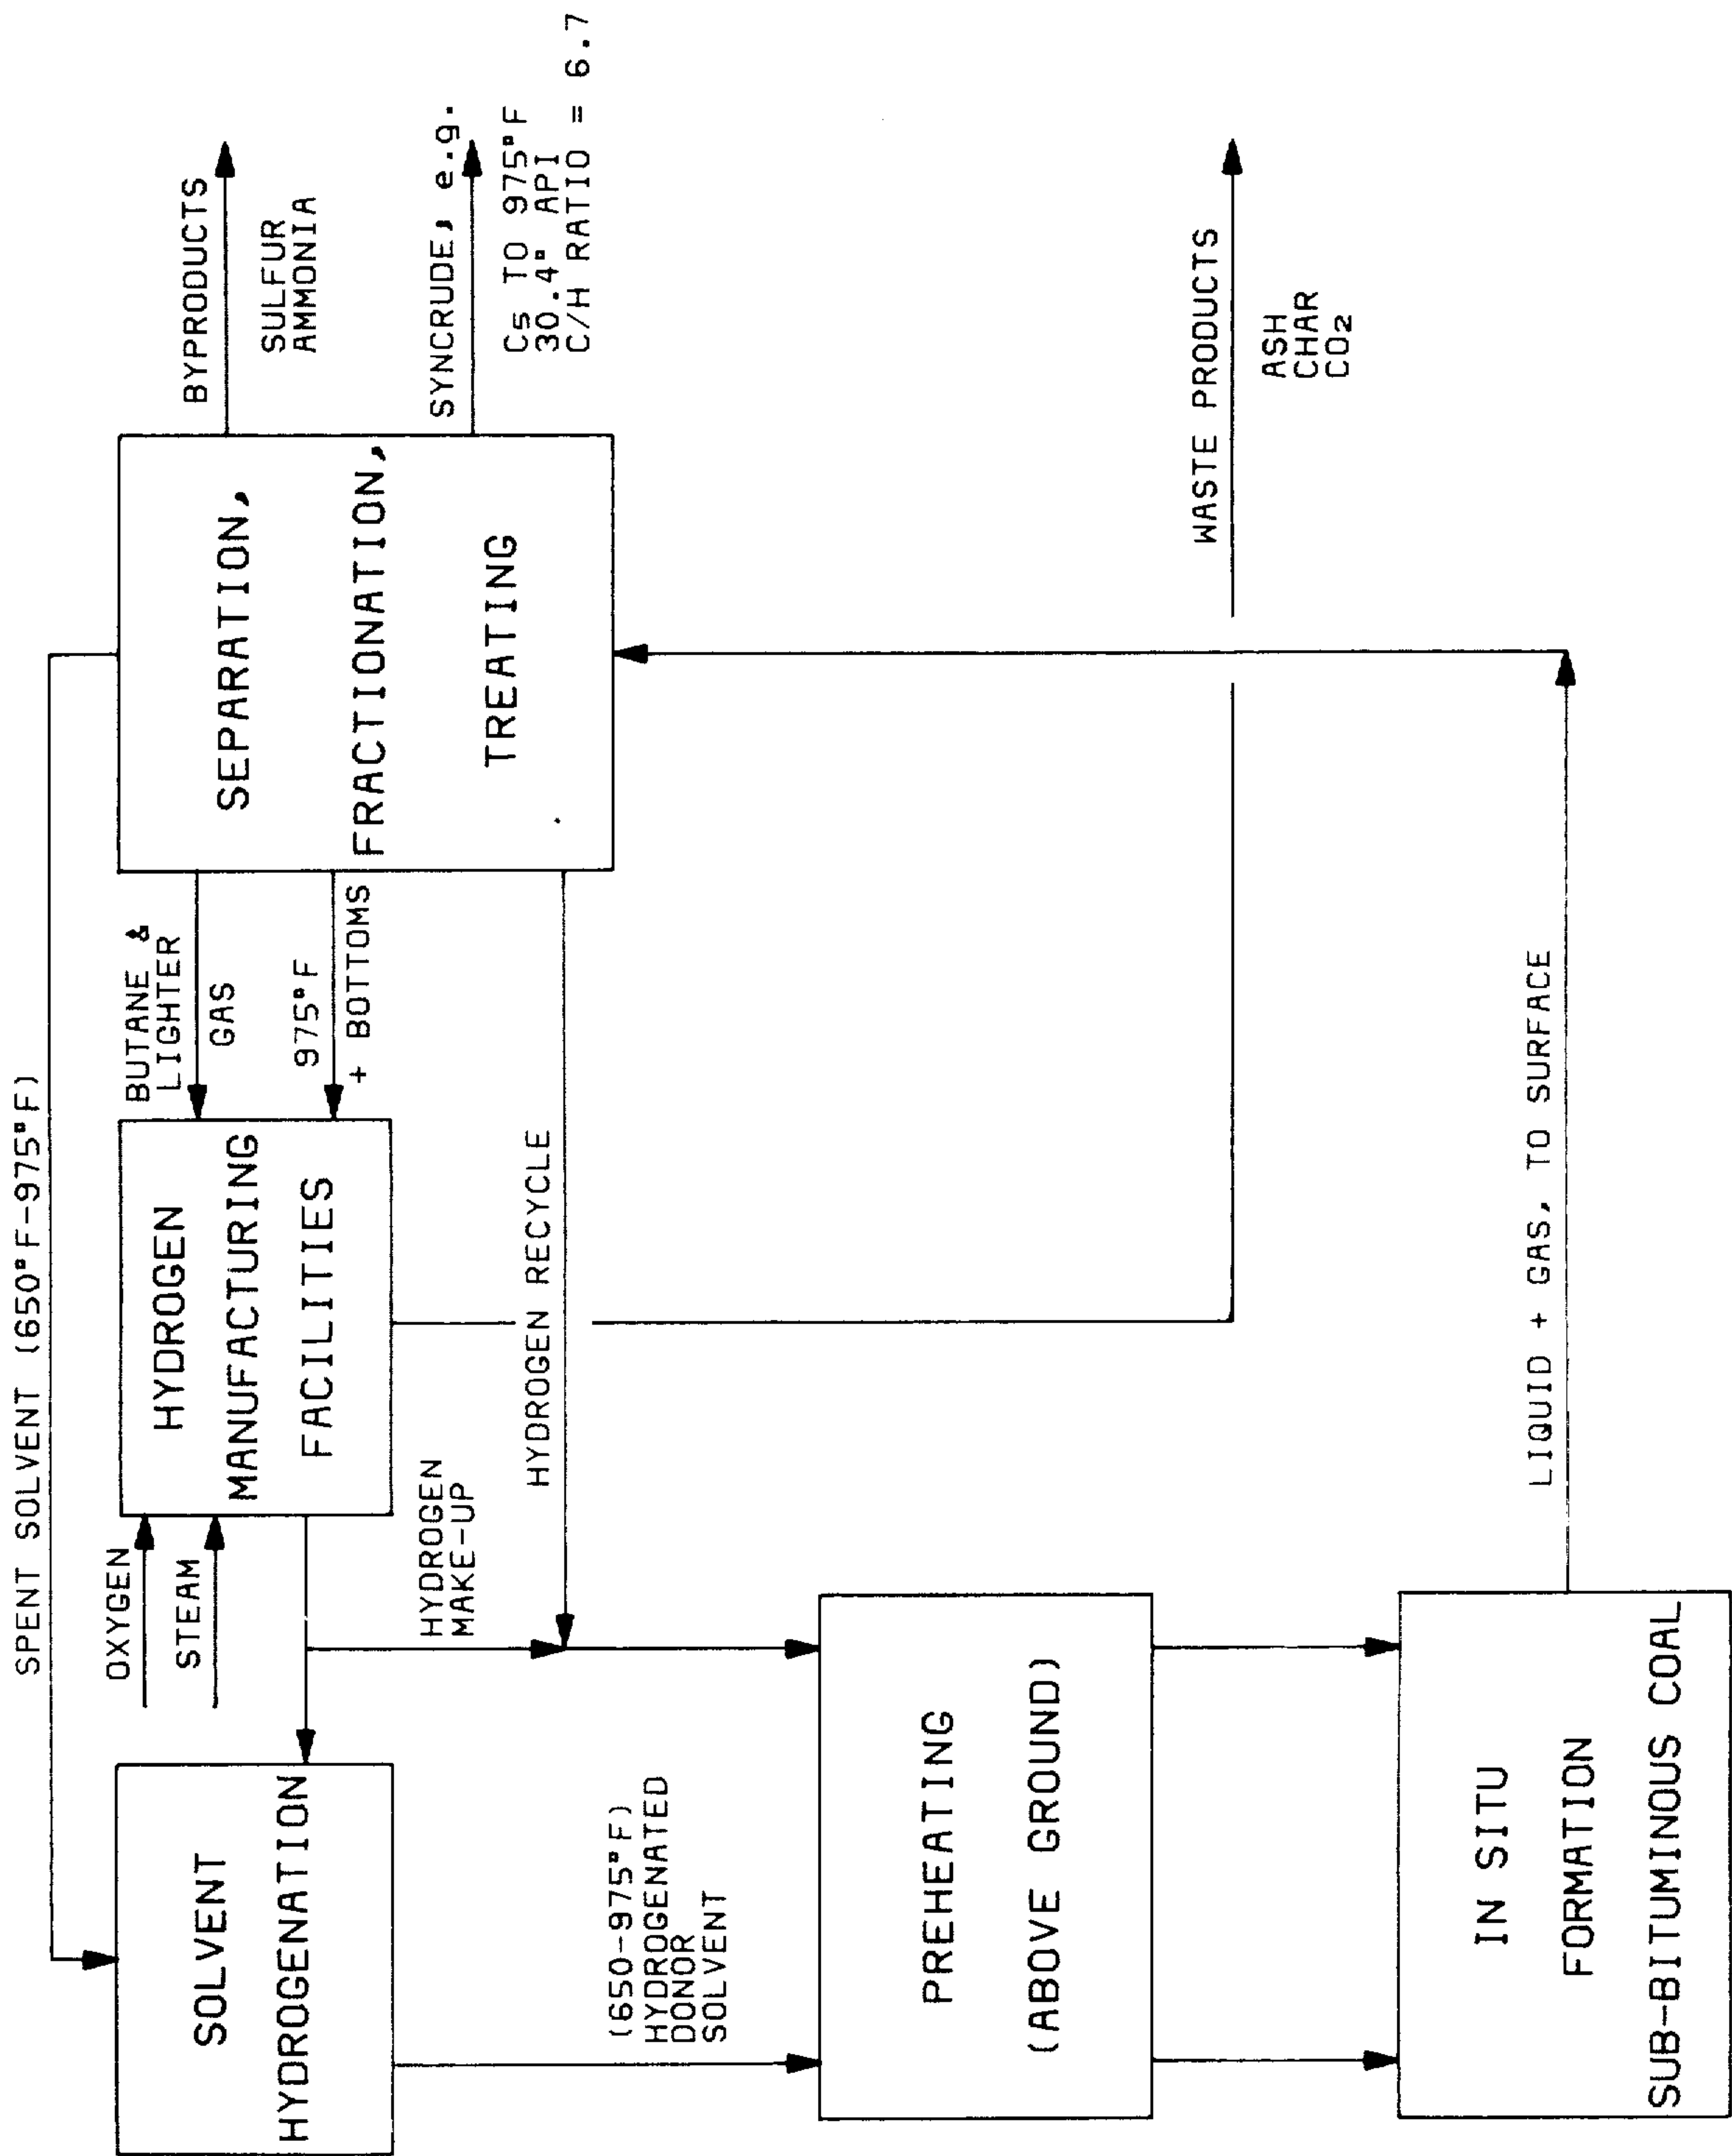 SPENT SOLVENT (650°F-975°F)
SOLVENT
HYDROGENATION
OXYGEN
STEAM
HYDROGEN
MANUFACTURING
FACILITIES
BUTANE &
LIGHTER
GAS
975°F
+ BOTTOMS
SEPARATION,
FRACTIONATION,
TREATING
BYPRODUCTS
SULFUR
AMMONIA
SYNCRUDE, e.g.
C5 TO 975°F
30.4° API
C/H RATIO = 6.7
HYDROGEN
MAKE-UP
HYDROGEN RECYCLE
(650-975°F)
HYDROGENATED
DONOR
SOLVENT
PREHEATING
(ABOVE GROUND)
WASTE PRODUCTS
ASH
CHAR
CO2
IN SITU
FORMATION
SUB-BITUMINOUS COAL
LIQUID + GAS, TO SURFACE